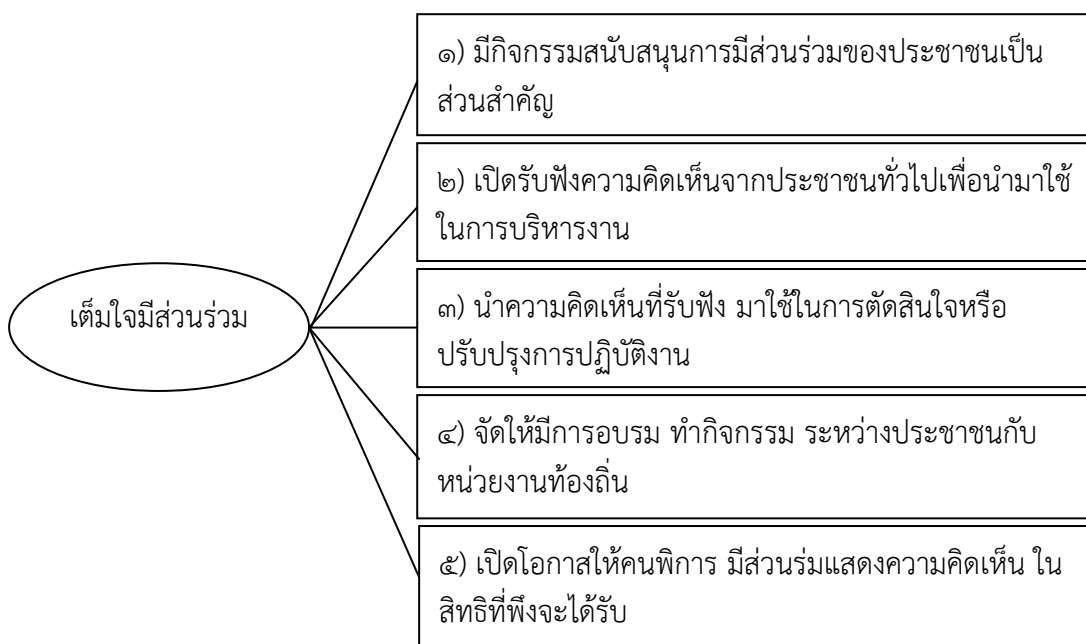 ๑) มีกิจกรรมสนับสนุนการมีส่วนร่วมของประชาชนเป็น
ส่วนสำคัญ
๒) เปิดรับฟังความคิดเห็นจากประชาชนทั่วไปเพื่อนำมาใช้
ในการบริหารงาน
เต็มใจมีส่วนร่วม
๓) นำความคิดเห็นที่รับฟัง มาใช้ในการตัดสินใจหรือ
ปรับปรุงการปฏิบัติงาน
๔) จัดให้มีการอบรม ทำกิจกรรม ระหว่างประชาชนกับ
หน่วยงานท้องถิ่น
๕) เปิดโอกาสให้คนพิการ มีส่วนร่มแสดงความคิดเห็น ใน
สิทธิที่พึงจะได้รับ